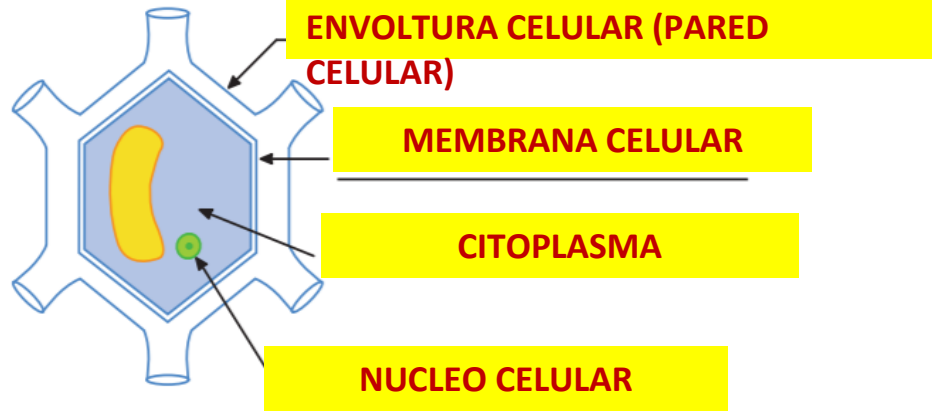 ENVOLTURA CELULAR (PARED
CELULAR)
MEMBRANA CELULAR
CITOPLASMA
NUCLEO CELULAR